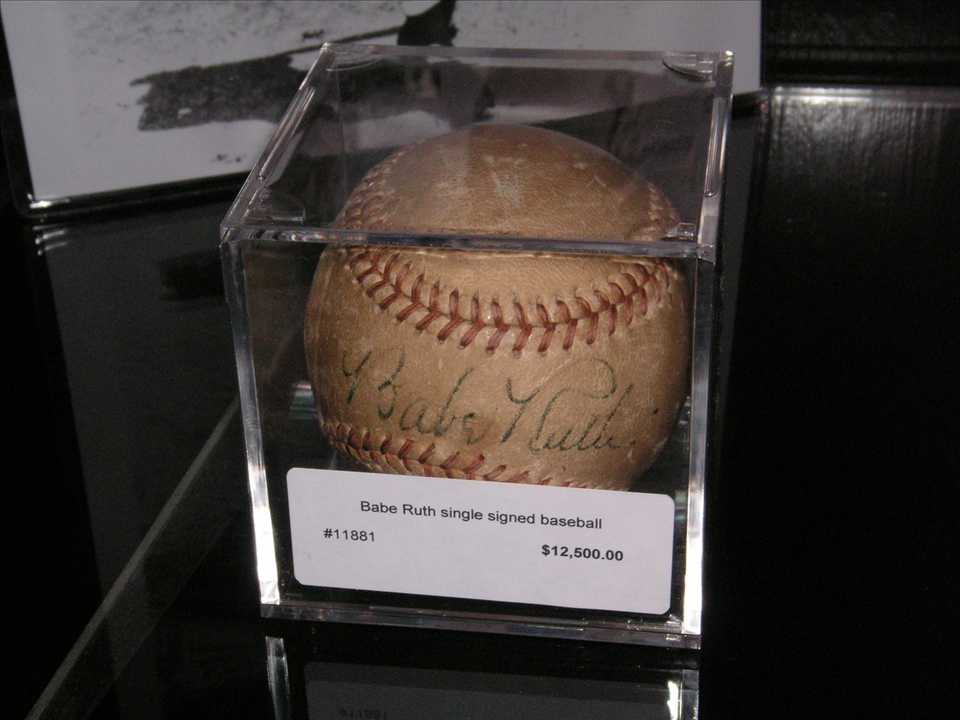 Babe Ruth
Babe Ruth single signed baseball
#11881
$12,500.00